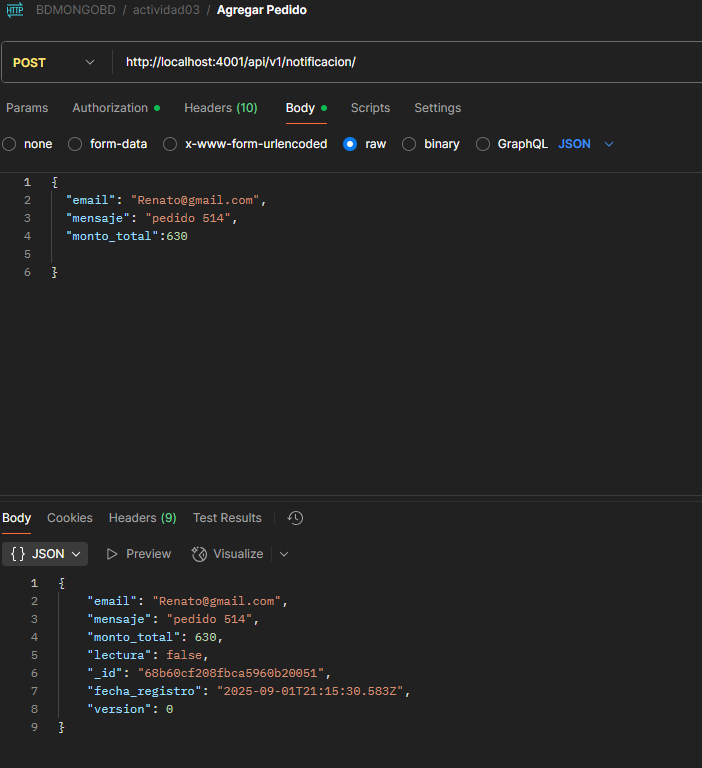 HTTP BDMONGOBD / actividad03 / Agregar Pedido
POST http://localhost:4001/api/v1/notificacion/
Params Authorization Headers (10) Body Scripts Settings
none form-data x-www-form-urlencoded raw binary GraphQL JSON
1 {
2 "email": "Renato@gmail.com",
3 "mensaje": "pedido 514",
4 "monto_total":630
5
6 }
Body Cookies Headers (9) Test Results
{} JSON Preview Visualize
1 {
2 "email": "Renato@gmail.com",
3 "mensaje": "pedido 514",
4 "monto_total": 630,
5 "lectura": false,
6 "_id": "68b60cf208fbca5960b20051",
7 "fecha_registro": "2025-09-01T21:15:30.583Z",
8 "version": 0
9 }